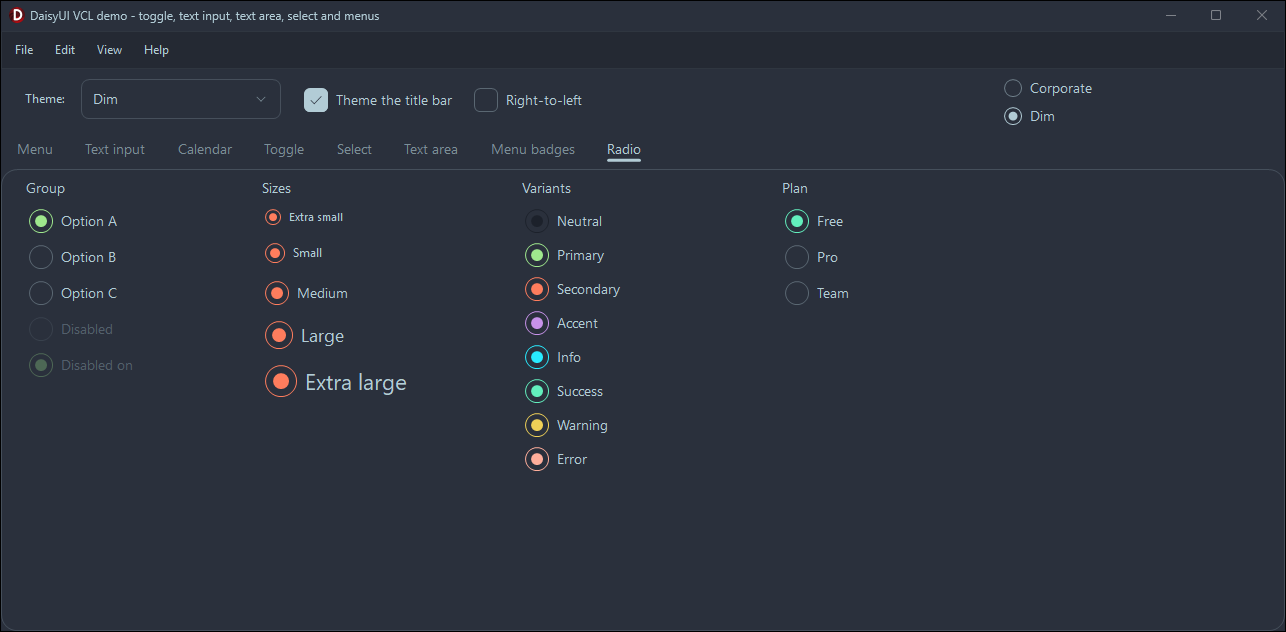 D DaisyUI VCL demo - toggle, text input, text area, select and menus
File Edit View Help
Theme: Dim Theme the title bar Right-to-left
Corporate
Dim
Menu Text input Calendar Toggle Select Text area Menu badges Radio
Group
Option A
Option B
Option C
Disabled
Disabled on
Sizes
Extra small
Small
Medium
Large
Extra large
Variants
Neutral
Primary
Secondary
Accent
Info
Success
Warning
Error
Plan
Free
Pro
Team